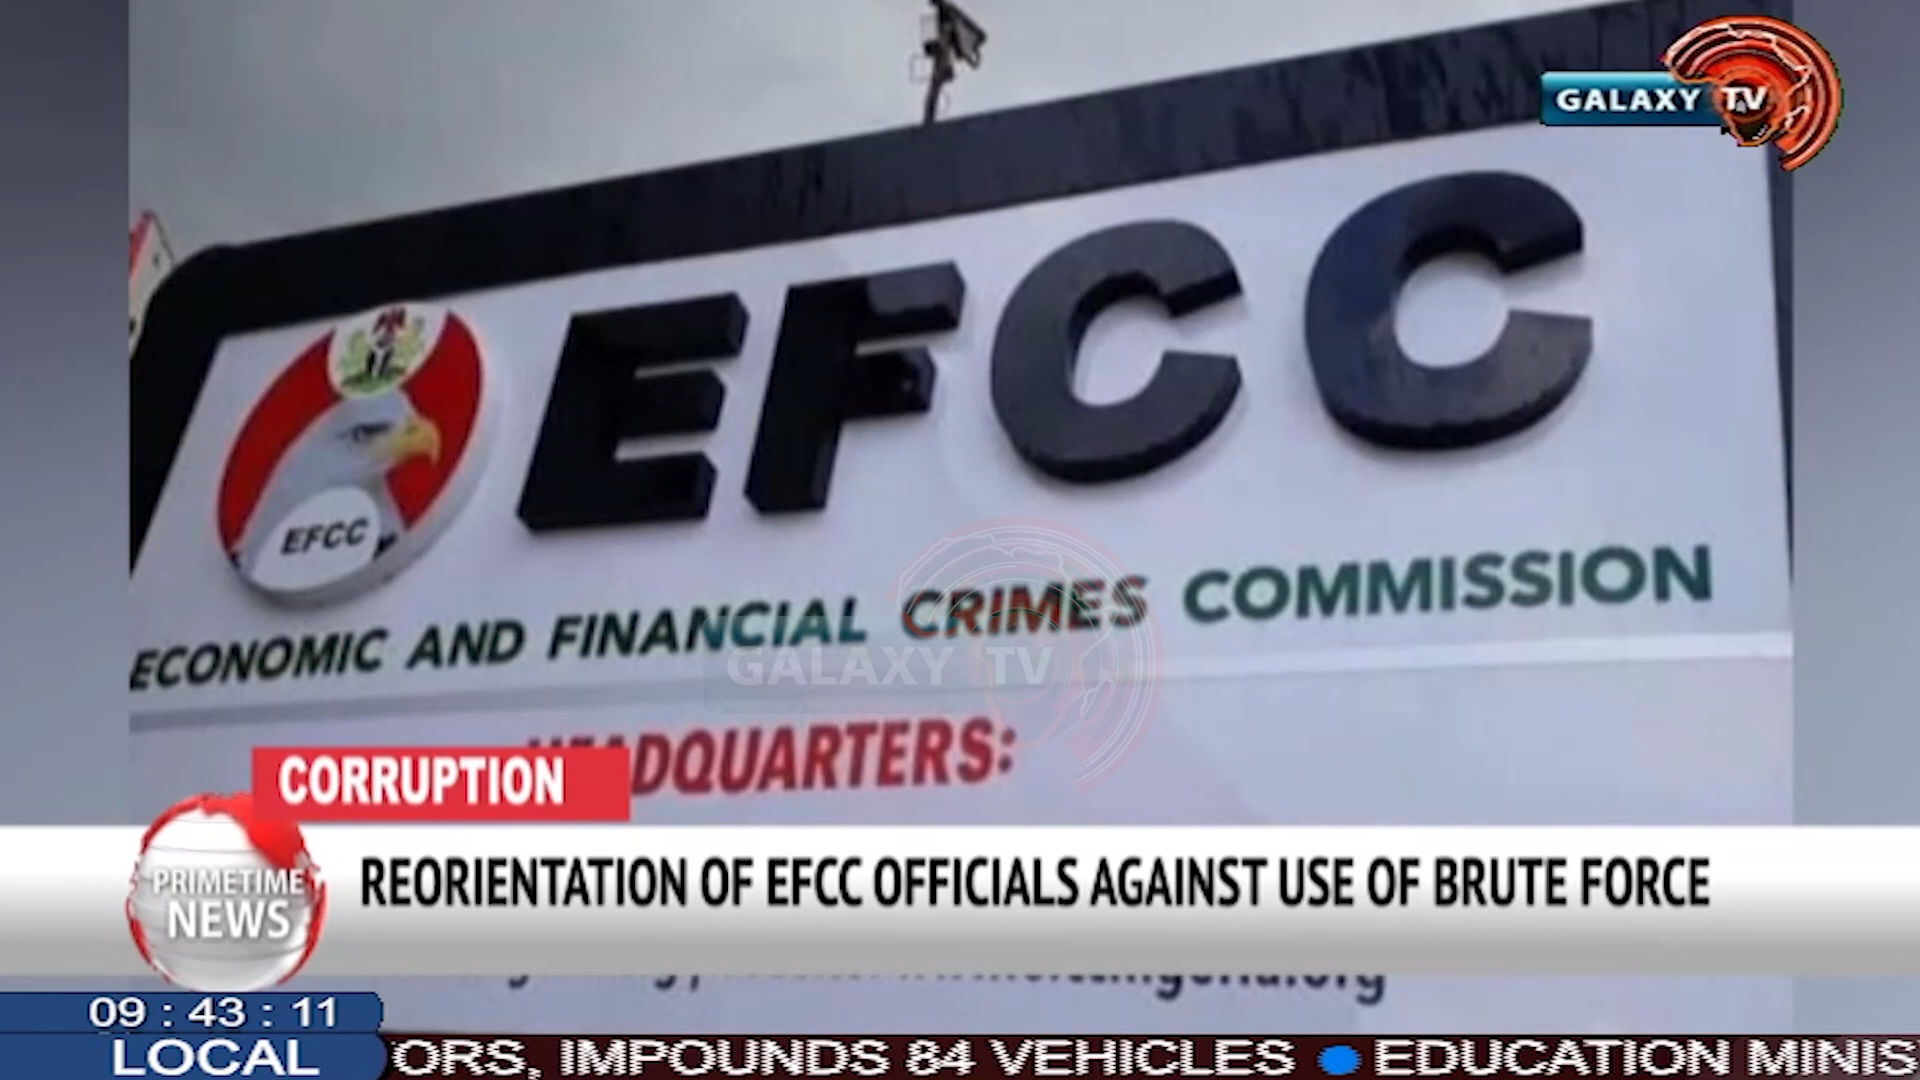 GALAXY TV
EFCC
EFCC
ECONOMIC AND FINANCIAL CRIMES COMMISSION
GALAXY TV
HEADQUARTERS:
CORRUPTION
PRIMETIME
NEWS
REORIENTATION OF EFCC OFFICIALS AGAINST USE OF BRUTE FORCE
09 : 43 : 11
LOCAL
ORS, IMPOUNDS 84 VEHICLES EDUCATION MINIS